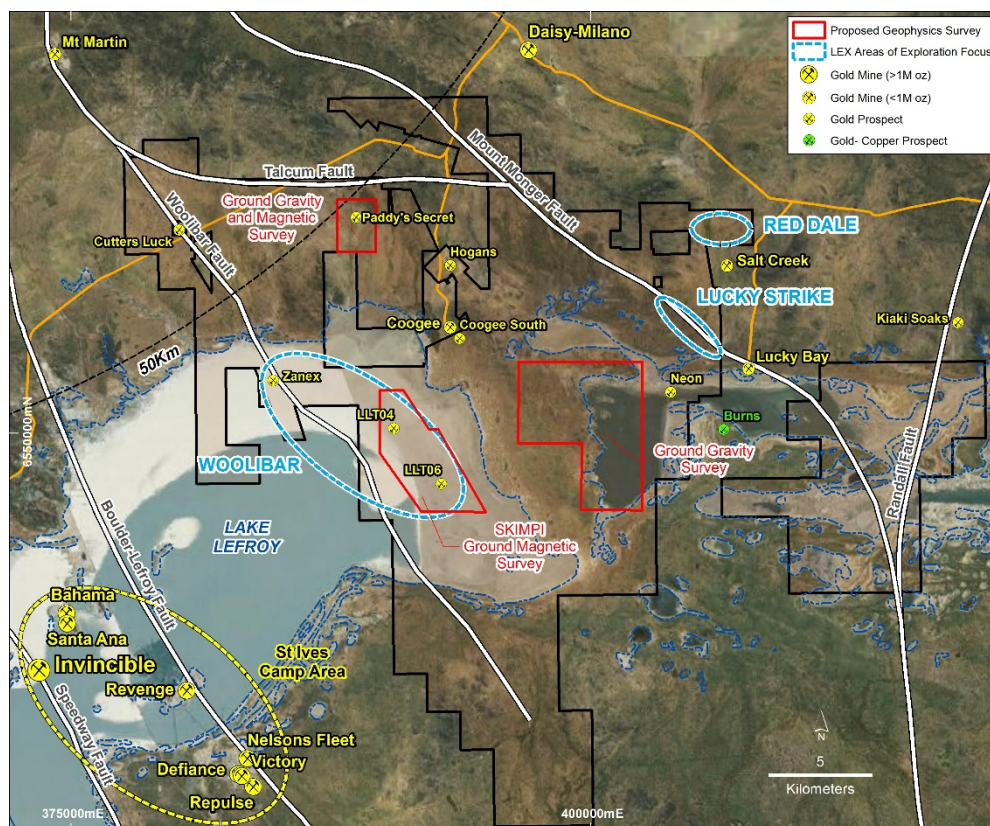 Mt Martin
Daisy-Milano
Proposed Geophysics Survey
LEX Areas of Exploration Focus
Gold Mine (>1M oz)
Gold Mine (<1M oz)
Gold Prospect
Gold- Copper Prospect
Mount Monger Fault
Talcum Fault
Woolibar Fault
Ground Gravity
and Magnetic
Survey
Paddy's Secret
Cutters Luck
Hogans
RED DALE
Salt Creek
LUCKY STRIKE
Kiaki Soaks
Coogee
Coogee South
50Km
Lucky Bay
Zanex
Neon
LLT04
Burns
6550000mN
WOOLIBAR
LLT06
Ground Gravity
Survey
Randall Fault
Boulder-Lefroy Fault
LAKE
LEFROY
SKIMPI
Ground Magnetic
Survey
Bahama
Santa Ana
Invincible
Revenge
St Ives
Camp Area
Speedway Fault
Nelsons Fleet
Victory
Defiance
Repulse
N
5
Kilometers
375000mE
400000mE